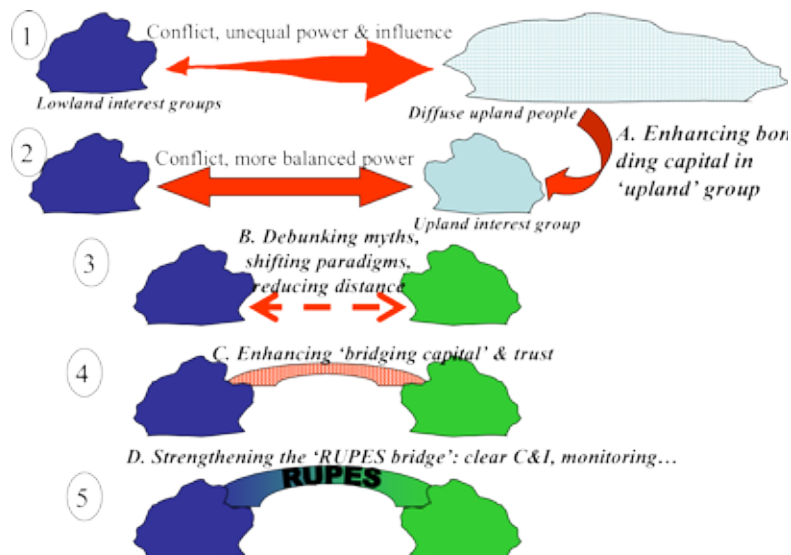 1
Conflict, unequal power & influence
Lowland interest groups
Diffuse upland people
A. Enhancing bon
ding capital in
‘upland’ group
2
Conflict, more balanced power
Upland interest group
3
B. Debunking myths,
shifting paradigms,
reducing distance
4
C. Enhancing ‘bridging capital’ & trust
D. Strengthening the ‘RUPES bridge’: clear C&I, monitoring…
5
RUPES